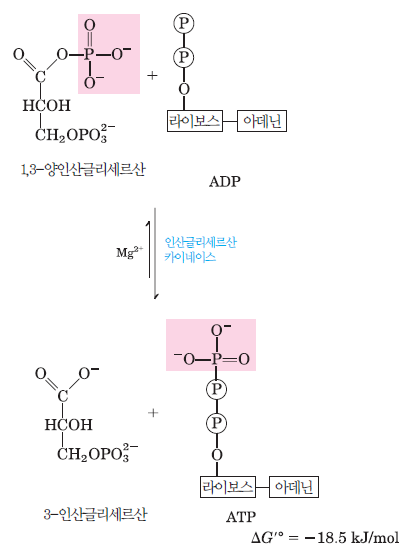 O
O O—P—O⁻ + P
C O⁻ P
HCOH O
CH₂OPO₃²⁻ 라이보스 아데닌
1,3-양인산글리세르산
ADP
Mg²⁺ 인산글리세르산
카이네이스
O⁻
⁻O—P=O
O O⁻ P
C P
HCOH +
CH₂OPO₃²⁻ O
라이보스 아데닌
3-인산글리세르산 ATP
ΔG′° = −18.5 kJ/mol